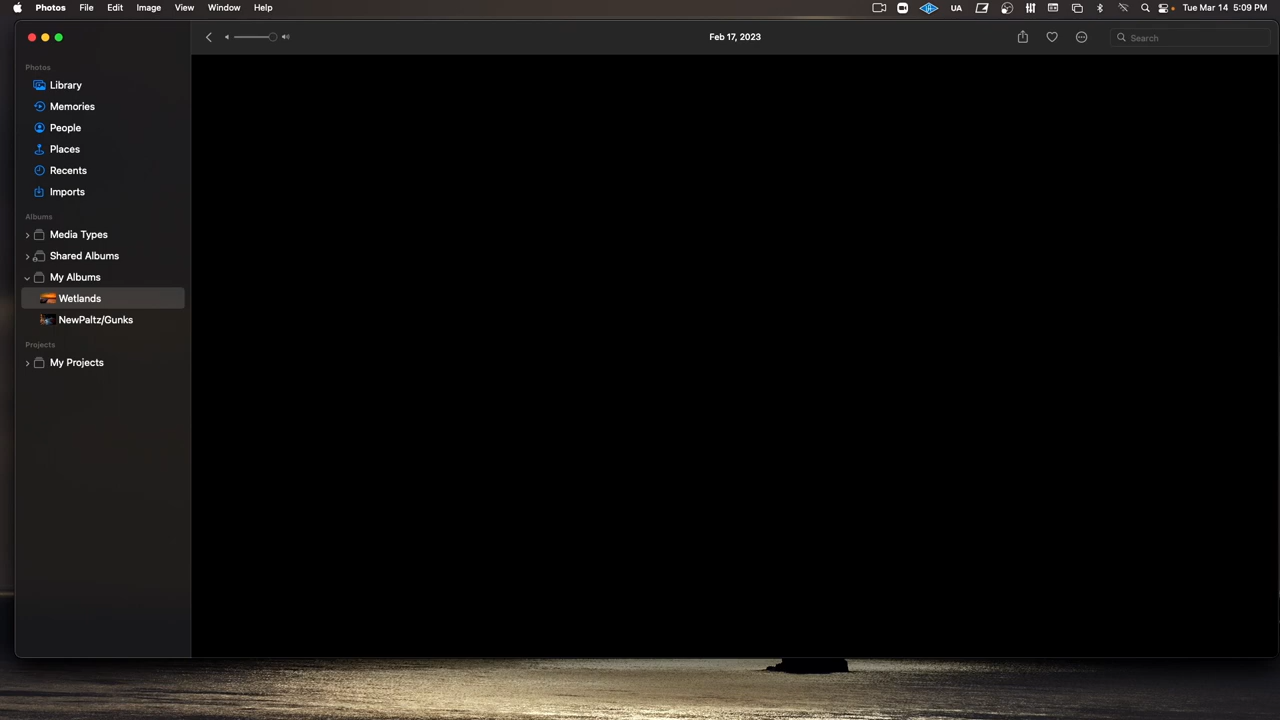 Photos File Edit Image View Window Help
UA
Tue Mar 14 5:09 PM
Feb 17, 2023
Search
Photos
Library
Memories
People
Places
Recents
Imports
Albums
Media Types
Shared Albums
My Albums
Wetlands
NewPaltz/Gunks
Projects
My Projects